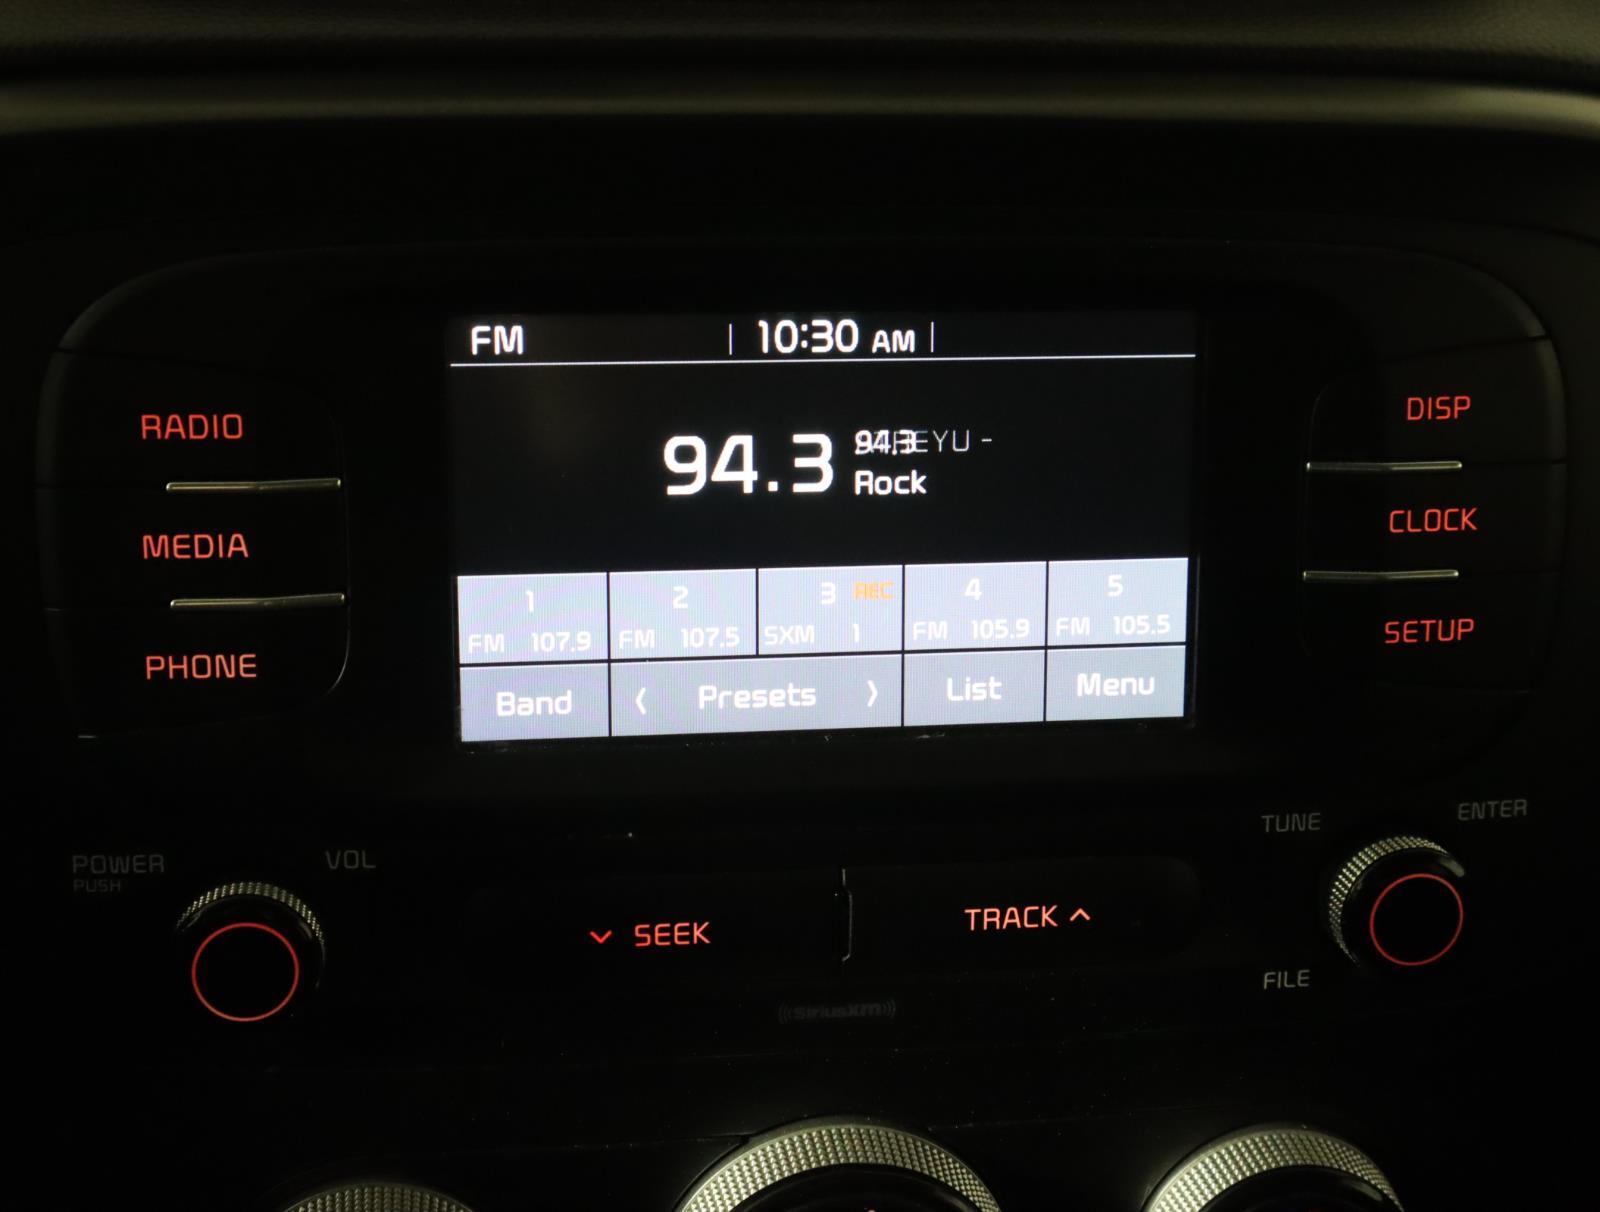 FM | 10:30 AM |
94.3
Rock
RADIO
MEDIA
PHONE
DISP
CLOCK
SETUP
1 2 3 REC 4 5
FM 107.9 FM 107.5 SXM 1 FM 105.9 FM 105.5
Band < Presets > List Menu
POWER
PUSH
VOL
SEEK
TRACK
TUNE
ENTER
FILE
SiriusXM